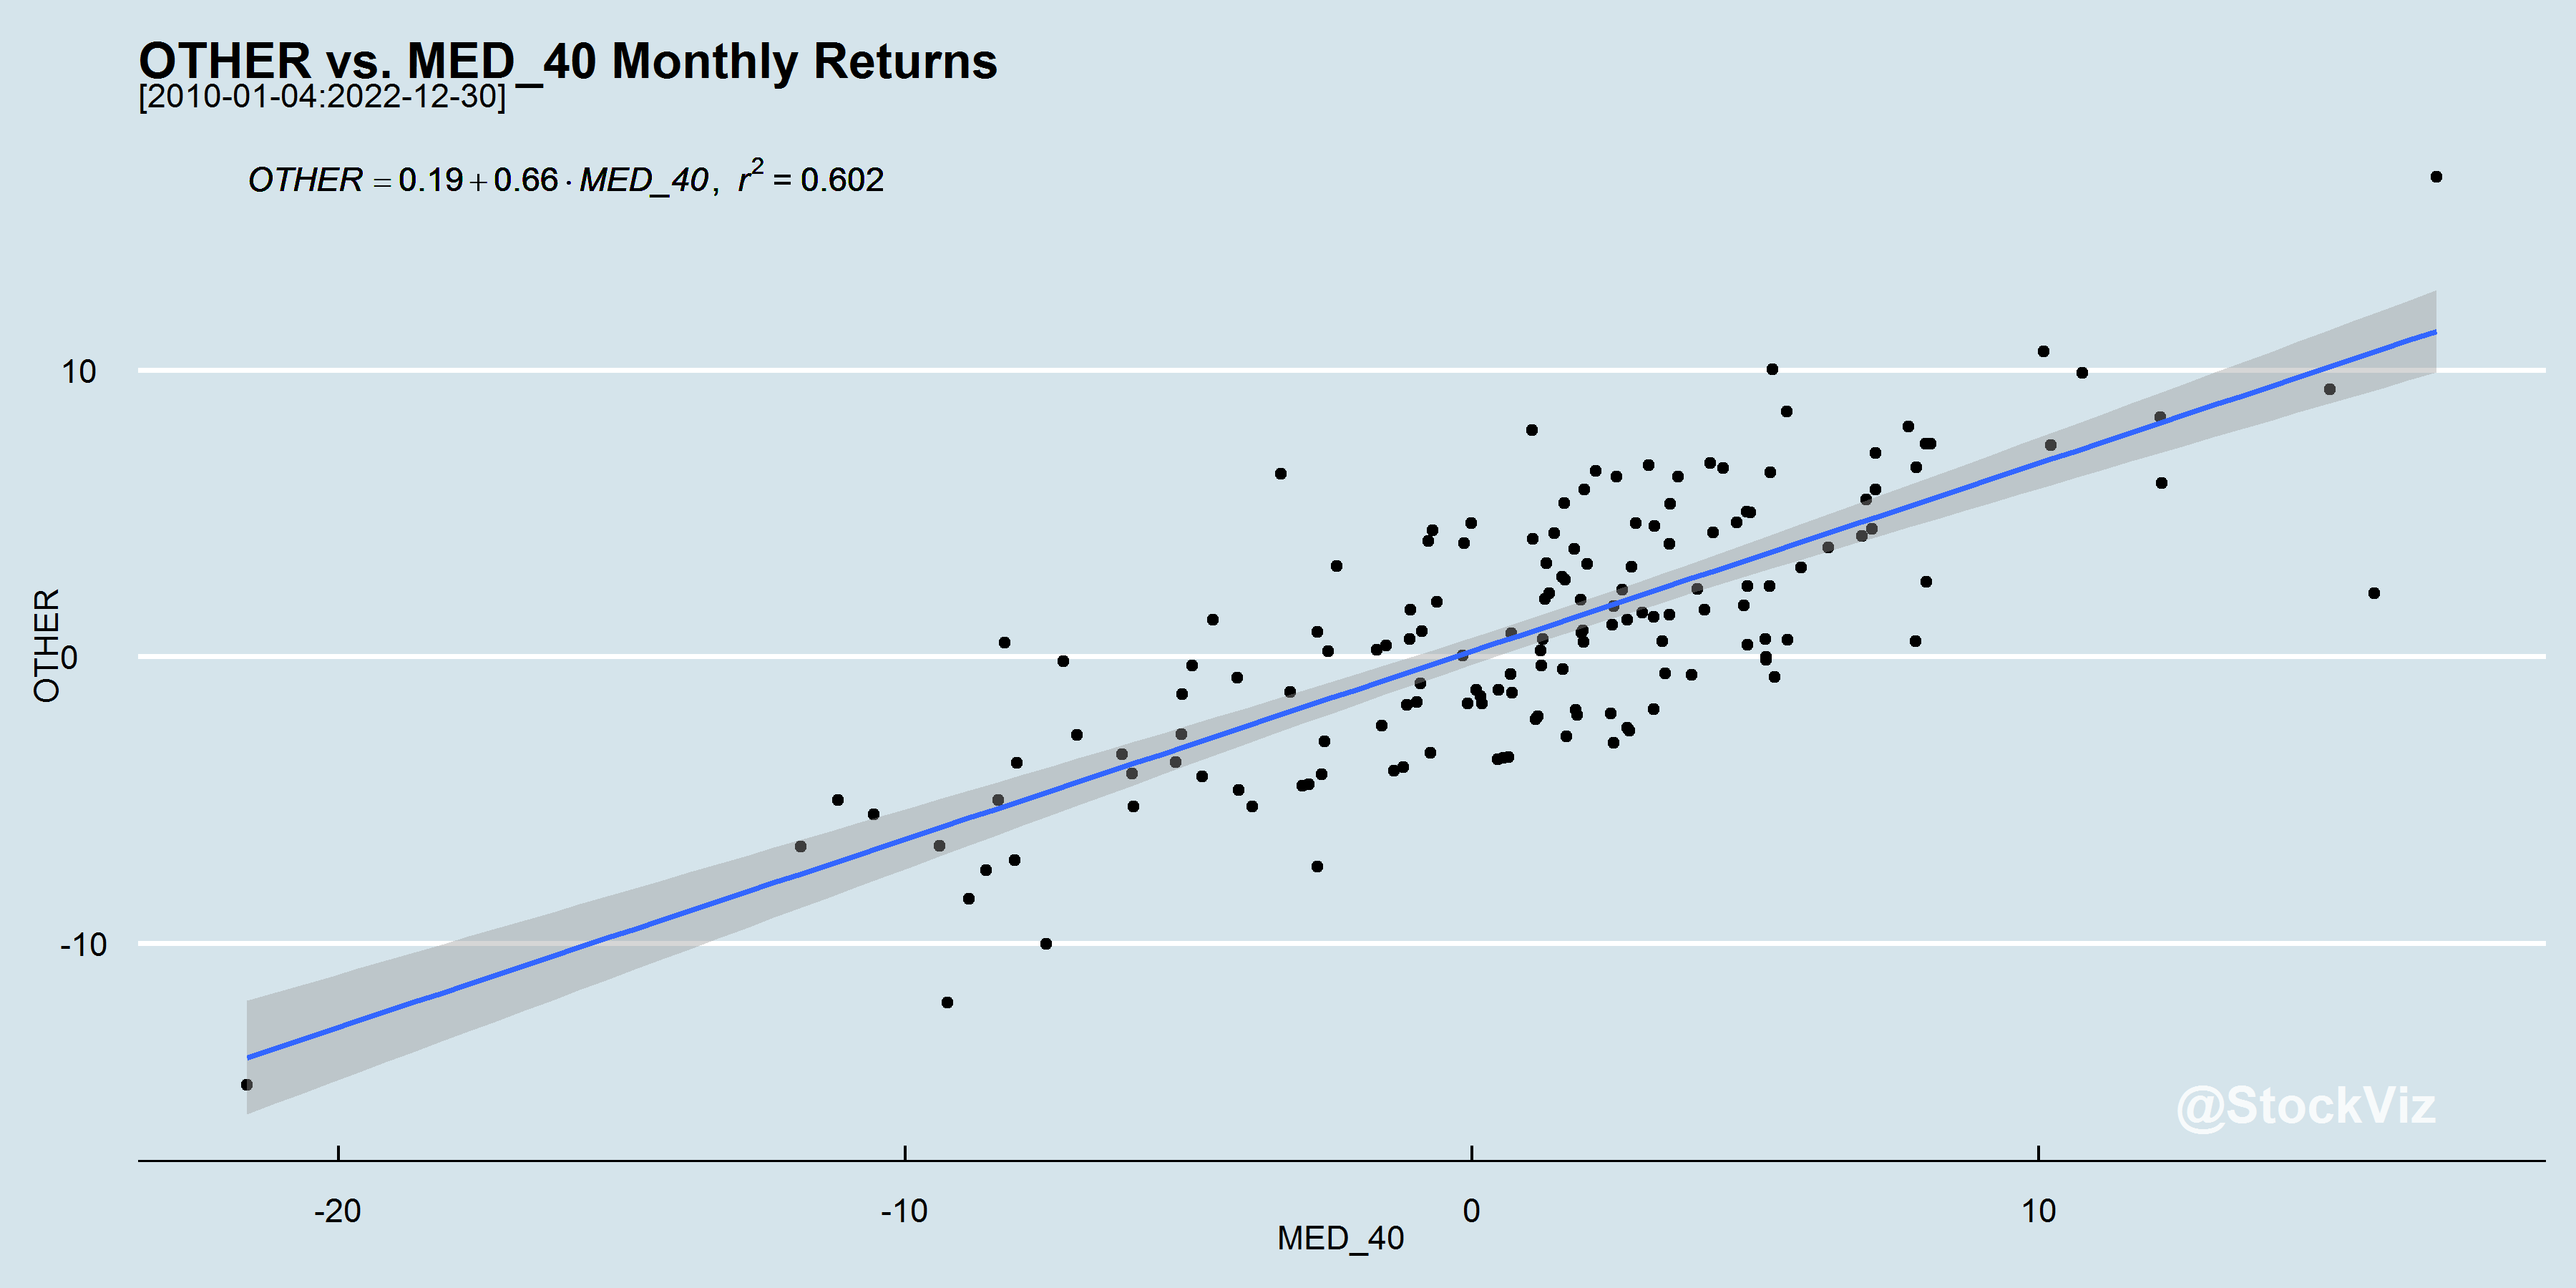 OTHER vs. MED_40 Monthly Returns
[2010-01-04:2022-12-30]
OTHER = 0.19 + 0.66 · MED_40, r² = 0.602
10
0
-10
OTHER
@StockViz
-20 -10 0 10
MED_40